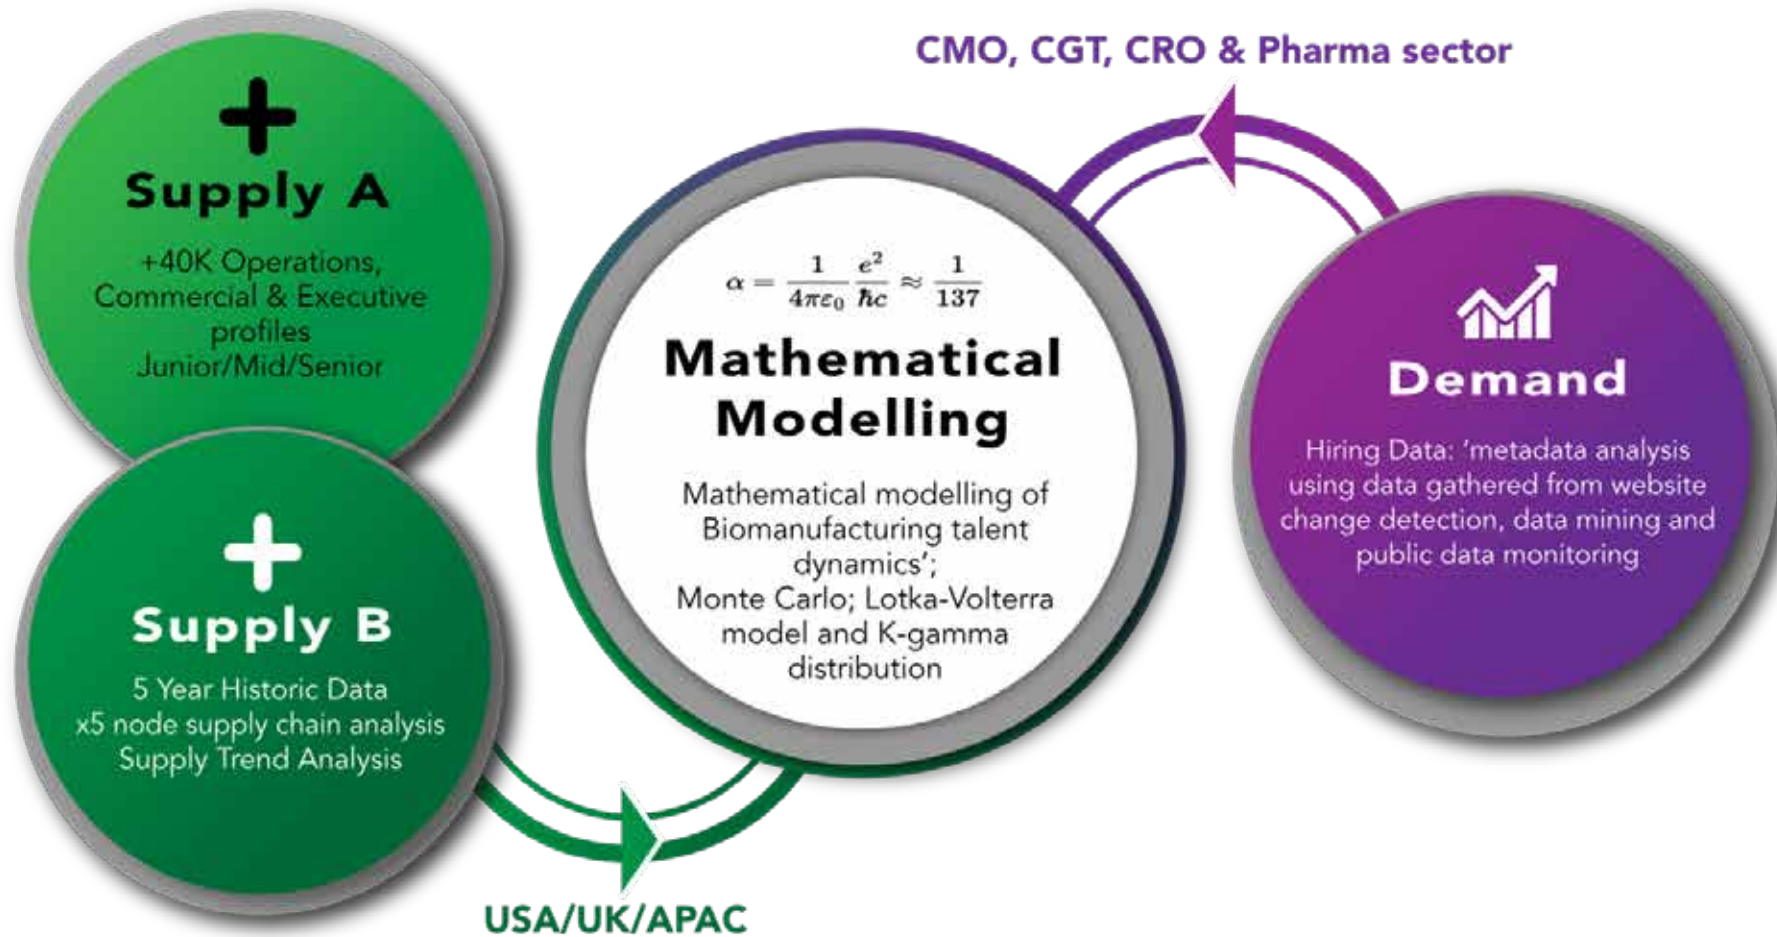 CMO, CGT, CRO & Pharma sector
Supply A
+40K Operations,
Commercial & Executive
profiles
Junior/Mid/Senior
Supply B
5 Year Historic Data
x5 node supply chain analysis
Supply Trend Analysis
USA/UK/APAC
α = 1/4πε₀ e²/ħc ≈ 1/137
Mathematical
Modelling
Mathematical modelling of
Biomanufacturing talent
dynamics’;
Monte Carlo; Lotka-Volterra
model and K-gamma
distribution
Demand
Hiring Data: ‘metadata analysis
using data gathered from website
change detection, data mining and
public data monitoring